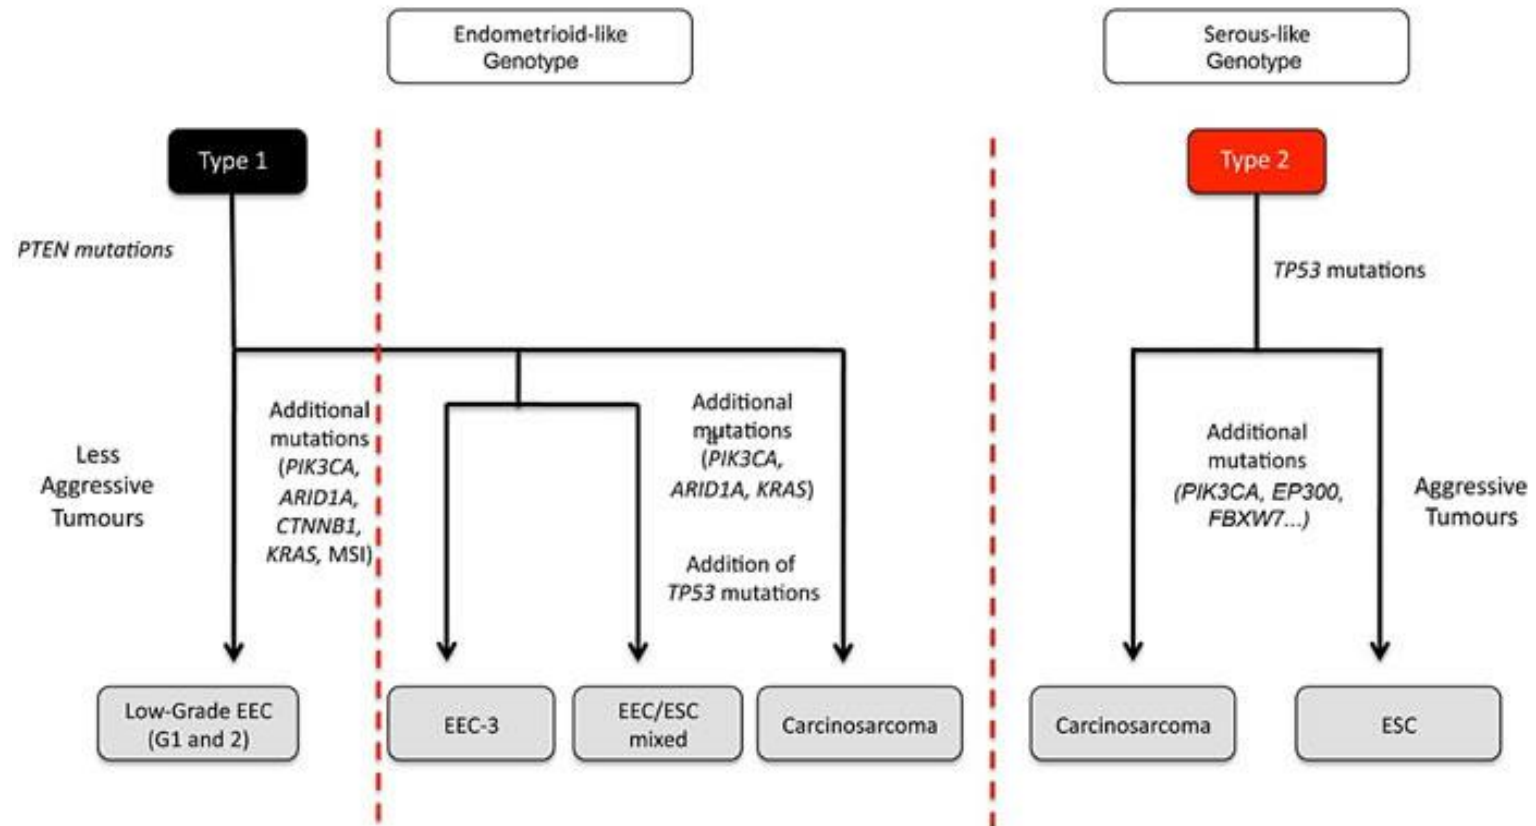 Endometrioid-like
Genotype
Serous-like
Genotype
Type 1
Type 2
PTEN mutations
TP53 mutations
Less
Aggressive
Tumours
Additional
mutations
(PIK3CA,
ARID1A,
CTNNB1,
KRAS, MSI)
Additional
mutations
(PIK3CA,
ARID1A, KRAS)
Addition of
TP53 mutations
Additional
mutations
(PIK3CA, EP300,
FBXW7...)
Aggressive
Tumours
Low-Grade EEC
(G1 and 2)
EEC-3
EEC/ESC
mixed
Carcinosarcoma
Carcinosarcoma
ESC